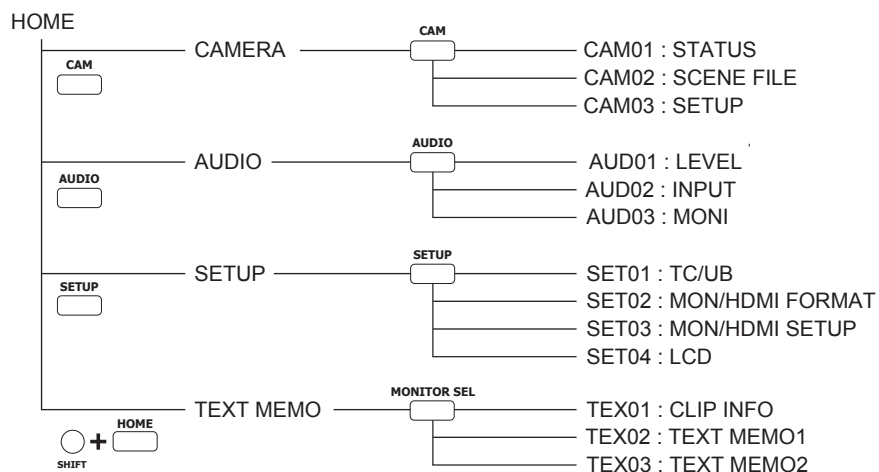 HOME
CAMERA
CAM
CAM01 : STATUS
CAM
CAM02 : SCENE FILE
CAM03 : SETUP
AUDIO
AUDIO
AUD01 : LEVEL
AUDIO
AUD02 : INPUT
AUD03 : MONI
SETUP
SETUP
SET01 : TC/UB
SETUP
SET02 : MON/HDMI FORMAT
SET03 : MON/HDMI SETUP
SET04 : LCD
TEXT MEMO
MONITOR SEL
TEX01 : CLIP INFO
HOME
+
SHIFT
TEX02 : TEXT MEMO1
TEX03 : TEXT MEMO2